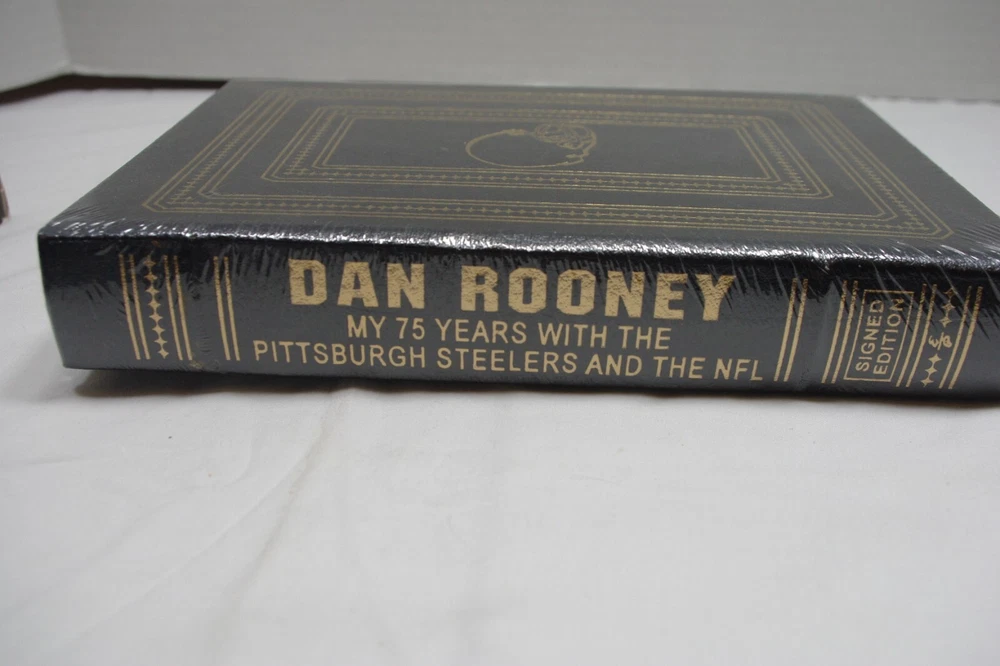 DAN ROONEY
MY 75 YEARS WITH THE
PITTSBURGH STEELERS AND THE NFL
SIGNED
EDITION